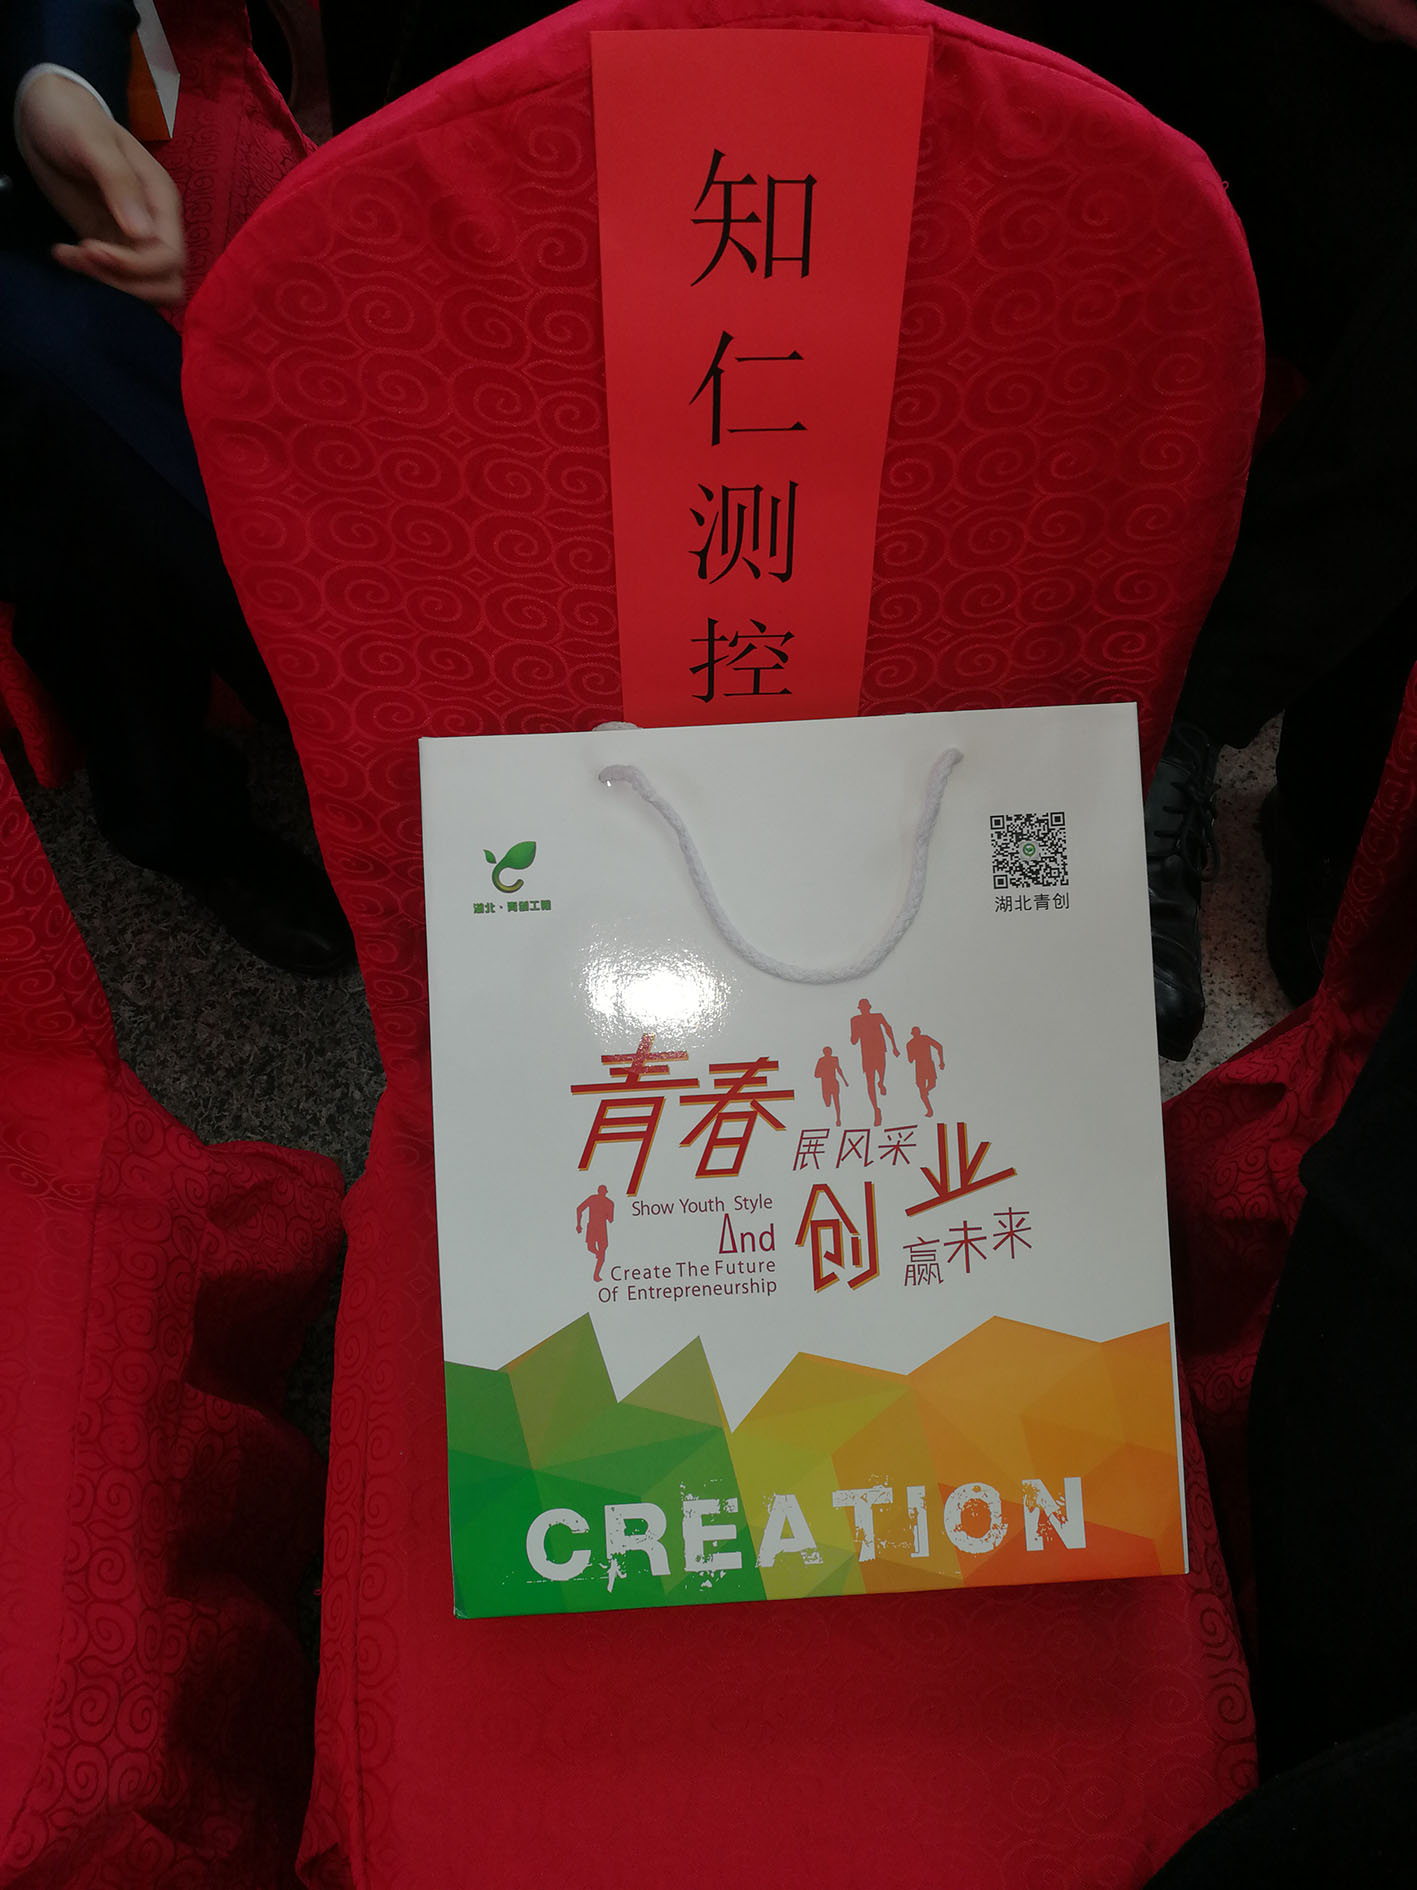 知仁测控
湖北·青创工程
湖北青创
青春
展风采
创业
赢未来
Show Youth Style
And
Create The Future
Of Entrepreneurship
CREATION